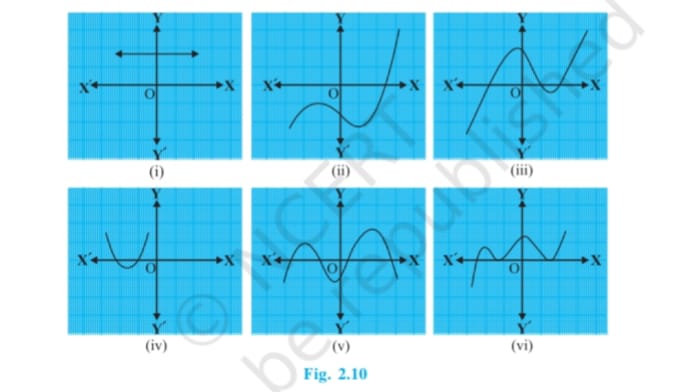 Y Y Y
X′ O X X′ O X X′ O X
Y′ Y′ Y′
(i) (ii) (iii)
Y Y Y
X′ O X X′ O X X′ O X
Y′ Y′ Y′
(iv) (v) (vi)
Fig. 2.10
© NCERT
be republished